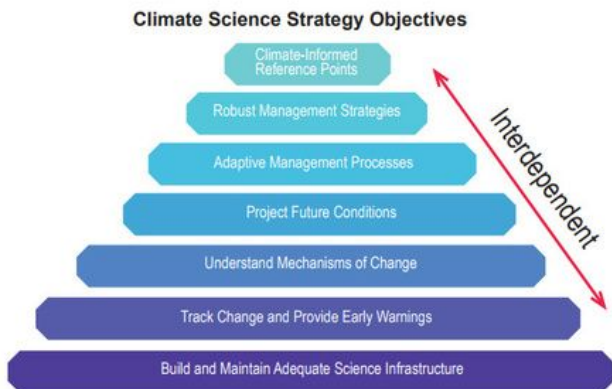 Climate Science Strategy Objectives
Climate-Informed
Reference Points
Robust Management Strategies
Adaptive Management Processes
Project Future Conditions
Understand Mechanisms of Change
Track Change and Provide Early Warnings
Build and Maintain Adequate Science Infrastructure
Interdependent